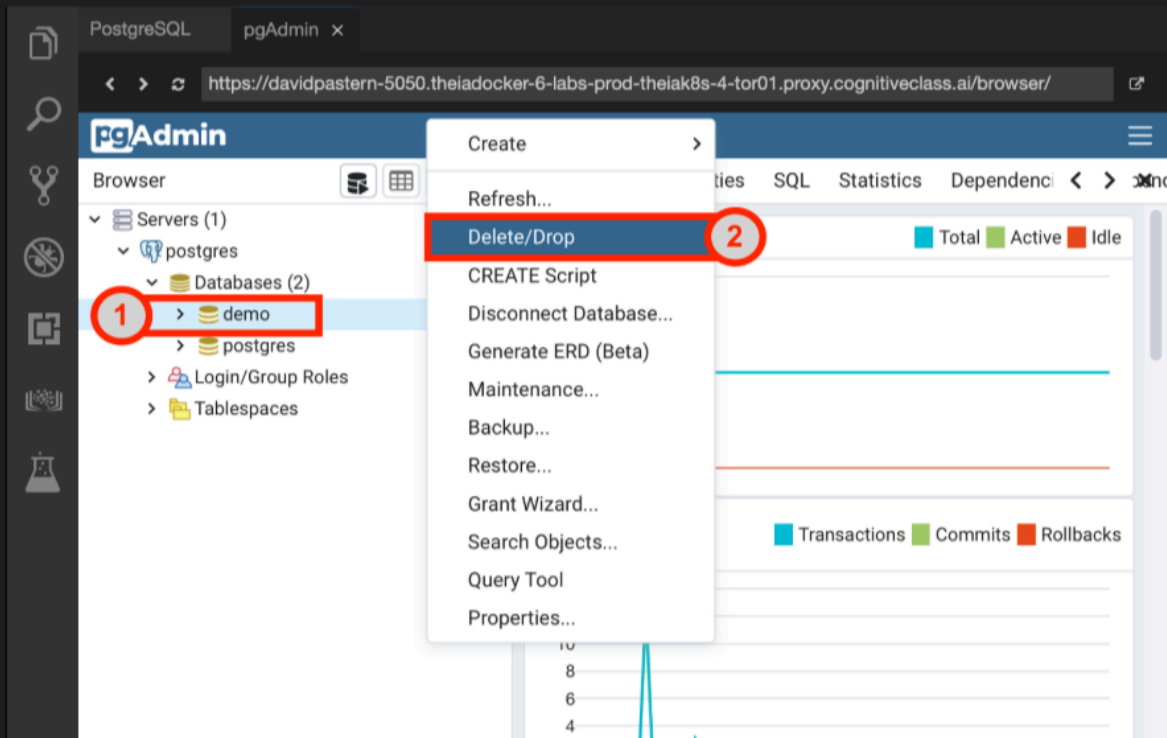 PostgreSQL
pgAdmin
https://davidpastern-5050.theiadocker-6-labs-prod-theiak8s-4-tor01.proxy.cognitiveclass.ai/browser/
pgAdmin
Browser
SQL Statistics
Servers (1)
postgres
Databases (2)
1 demo
postgres
Login/Group Roles
Tablespaces
Create
Refresh...
Delete/Drop 2
CREATE Script
Disconnect Database...
Generate ERD (Beta)
Maintenance...
Backup...
Restore...
Grant Wizard...
Search Objects...
Query Tool
Properties...
Total Active Idle
Transactions Commits Rollbacks
10
8
6
4